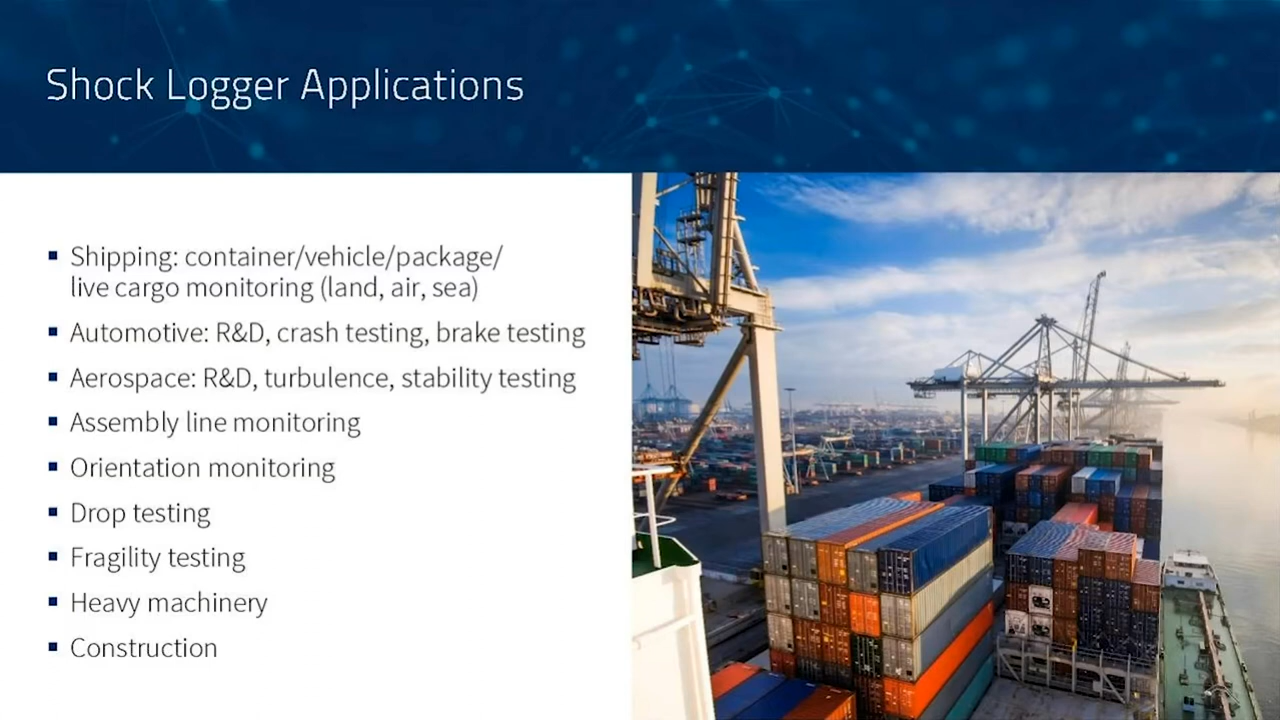 Shock Logger Applications
▪ Shipping: container/vehicle/package/
live cargo monitoring (land, air, sea)
▪ Automotive: R&D, crash testing, brake testing
▪ Aerospace: R&D, turbulence, stability testing
▪ Assembly line monitoring
▪ Orientation monitoring
▪ Drop testing
▪ Fragility testing
▪ Heavy machinery
▪ Construction